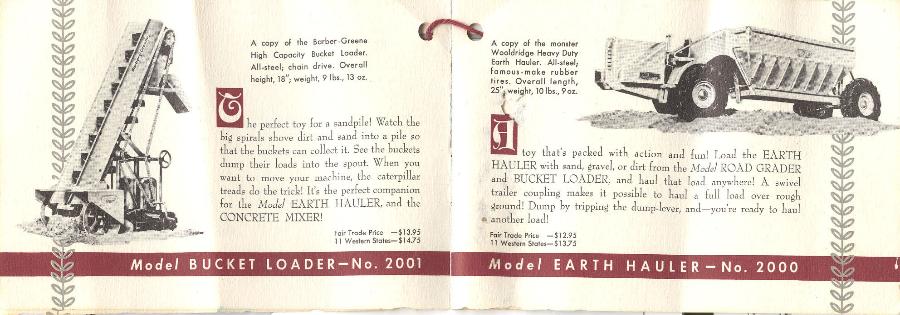 A copy of the Barber-Greene
High Capacity Bucket Loader.
All-steel; chain drive. Overall
height, 18"; weight, 9 lbs., 13 oz.
The perfect toy for a sandpile! Watch the
big spirals shove dirt and sand into a pile so
that the buckets can collect it. See the buckets
dump their loads into the spout. When you
want to move your machine, the caterpillar
treads do the trick! It's the perfect companion
for the Model EARTH HAULER, and the
CONCRETE MIXER!
Fair Trade Price —$13.95
11 Western States—$14.75
Model BUCKET LOADER—No. 2001
A copy of the monster
Wooldridge Heavy Duty
Earth Hauler. All-steel;
famous-make rubber
tires. Overall length,
25", weight, 10 lbs., 9 oz.
A toy that's packed with action and fun! Load the EARTH
HAULER with sand, gravel, or dirt from the Model ROAD GRADER
and BUCKET LOADER, and haul that load anywhere! A swivel
trailer coupling makes it possible to haul a full load over rough
ground! Dump by tripping the dump-lever, and—you're ready to haul
another load!
Fair Trade Price —$12.95
11 Western States—$13.75
Model EARTH HAULER—No. 2000